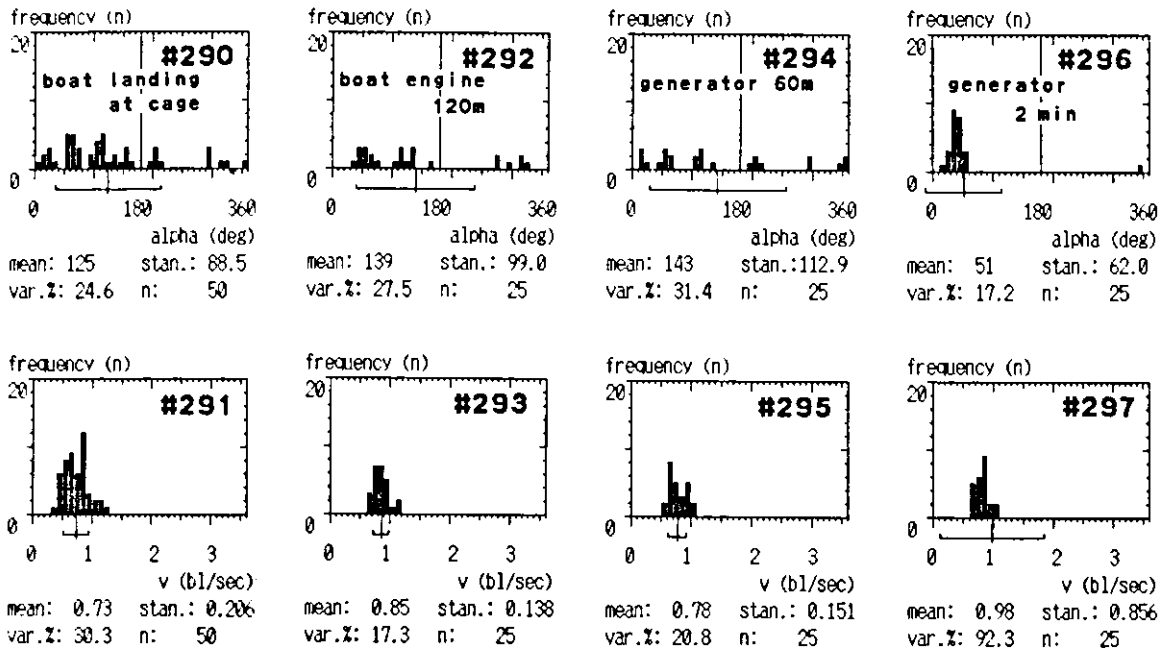 frequency (n) frequency (n) frequency (n) frequency (n)
20 #290 20 #292 20 #294 20 #296
boat landing boat engine generator 60m generator
at cage 120m 2 min
0 0 0 0
0 180 360 0 180 360 0 180 360 0 180 360
alpha (deg) alpha (deg) alpha (deg) alpha (deg)
mean: 125 stan.: 88.5 mean: 139 stan.: 99.0 mean: 143 stan.:112.9 mean: 51 stan.: 62.0
var.%: 24.6 n: 50 var.%: 27.5 n: 25 var.%: 31.4 n: 25 var.%: 17.2 n: 25
frequency (n) frequency (n) frequency (n) frequency (n)
20 #291 20 #293 20 #295 20 #297
0 0 0 0
0 1 2 3 0 1 2 3 0 1 2 3 0 1 2 3
v (bl/sec) v (bl/sec) v (bl/sec) v (bl/sec)
mean: 0.73 stan.: 0.206 mean: 0.85 stan.: 0.138 mean: 0.78 stan.: 0.151 mean: 0.98 stan.: 0.856
var.%: 30.3 n: 50 var.%: 17.3 n: 25 var.%: 20.8 n: 25 var.%: 92.3 n: 25